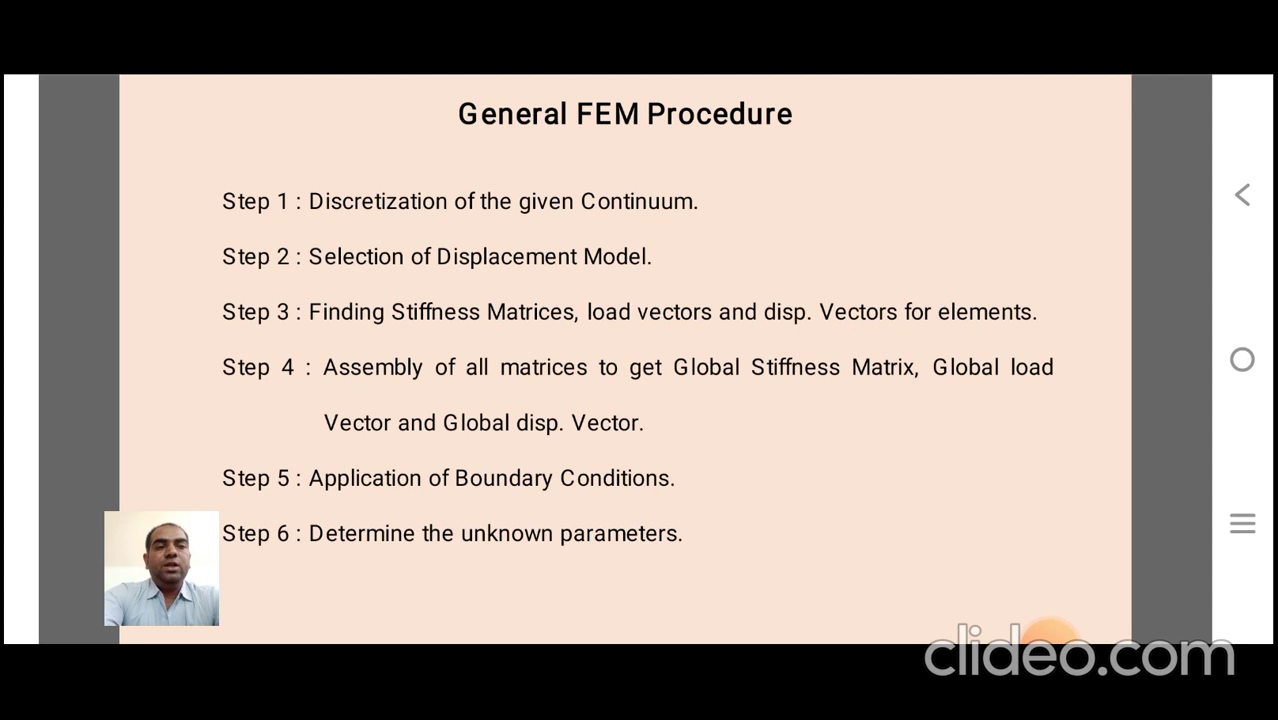 General FEM Procedure
Step 1 : Discretization of the given Continuum.
Step 2 : Selection of Displacement Model.
Step 3 : Finding Stiffness Matrices, load vectors and disp. Vectors for elements.
Step 4 : Assembly of all matrices to get Global Stiffness Matrix, Global load
Vector and Global disp. Vector.
Step 5 : Application of Boundary Conditions.
Step 6 : Determine the unknown parameters.
clideo.com